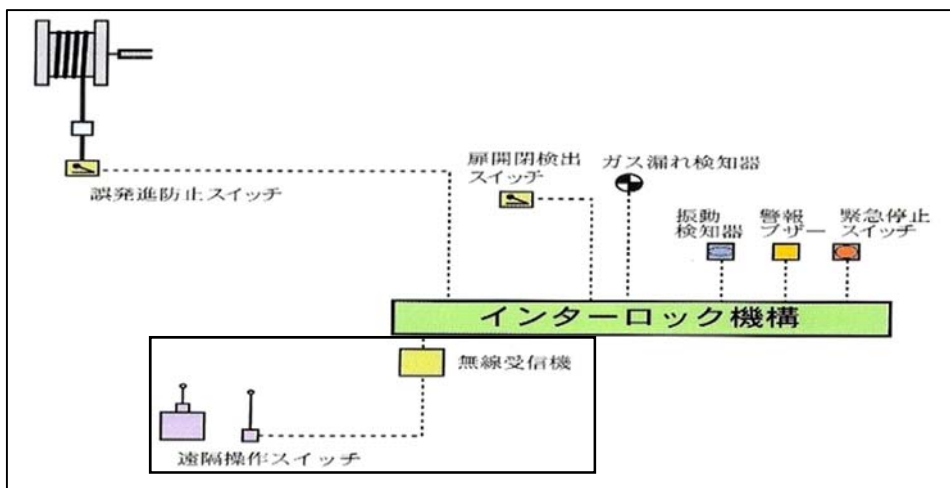 誤発進防止スイッチ
扉開閉検出
スイッチ
ガス漏れ検知器
振動
検知器
警報
ブザー
緊急停止
スイッチ
インターロック機構
無線受信機
遠隔操作スイッチ